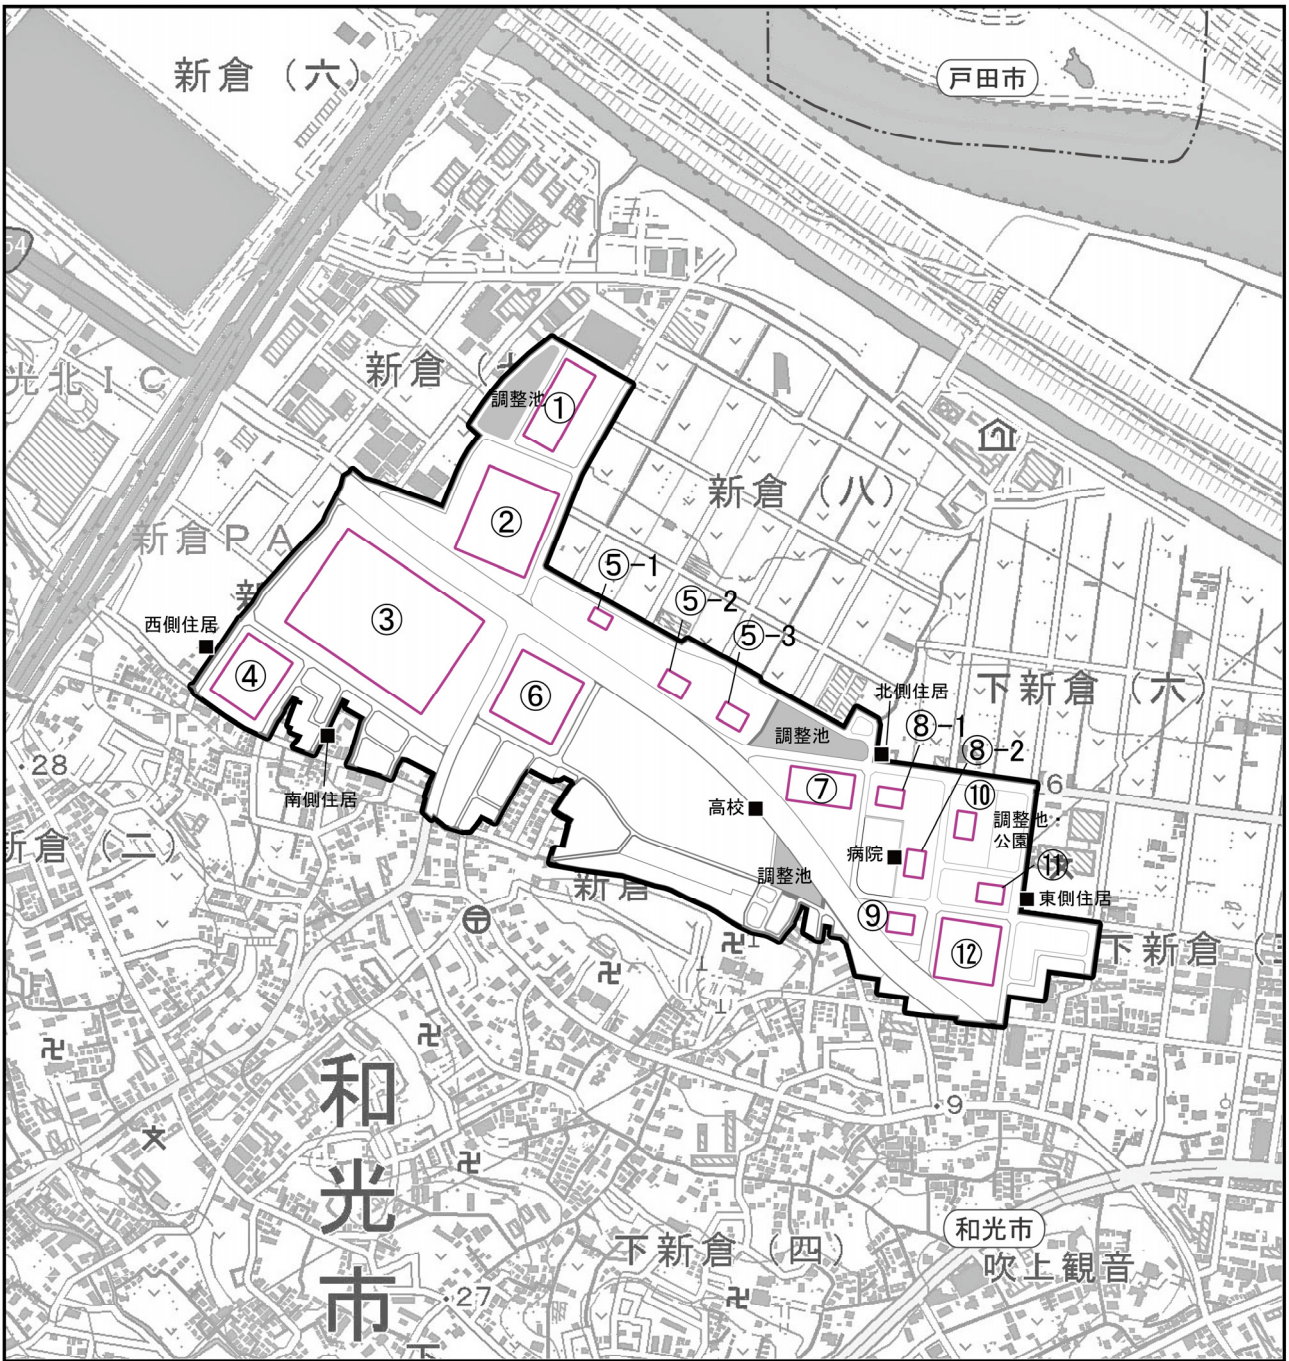 新倉（六）
戸田市
54
光北ＩＣ
新倉（七
調整池
①
②
新倉（八）
新倉ＰＡ
新
③
⑤-1
⑤-2
⑤-3
西側住居
④
⑥
北側住居
下新倉（六）
⑧-1
⑧-2
調整池
28
南側住居
⑦
⑩
6
高校
調整池・
公園
新倉（二）
病院
⑪
調整池
新倉
⑨
東側住居
⑫
下新倉（
和光市
9
和光市
下新倉（四）
吹上観音
27
下